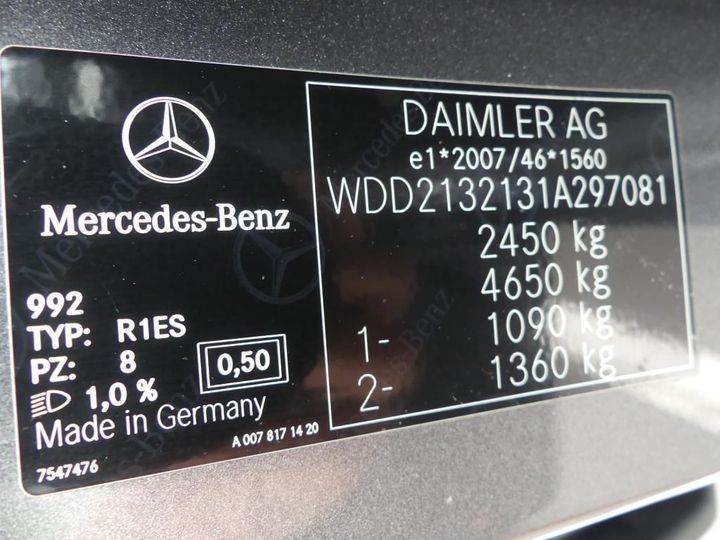 Mercedes-Benz
992
TYP: R1ES
PZ: 8
1,0 %
0,50
Made in Germany
A 007 817 14 20
7547476
DAIMLER AG
e1*2007/46*1560
WDD2132131A297081
2450 kg
4650 kg
1- 1090 kg
2- 1360 kg